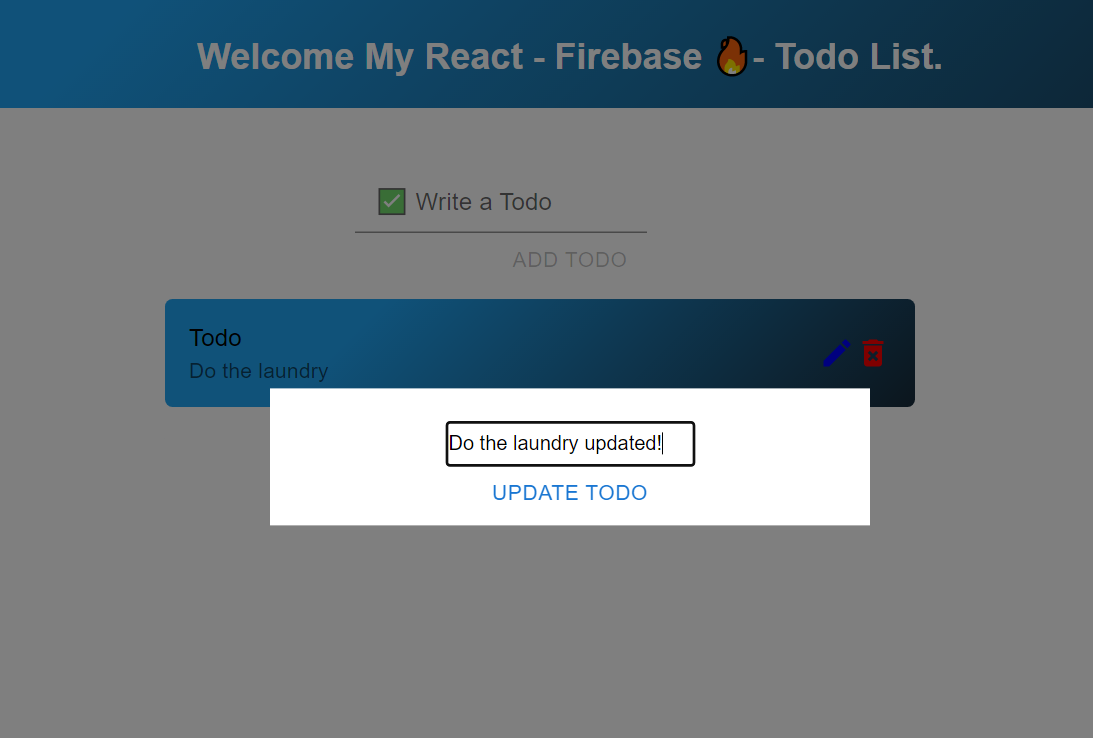 Welcome My React - Firebase 🔥- Todo List.
✅ Write a Todo
ADD TODO
Todo
Do the laundry
Do the laundry updated!
UPDATE TODO